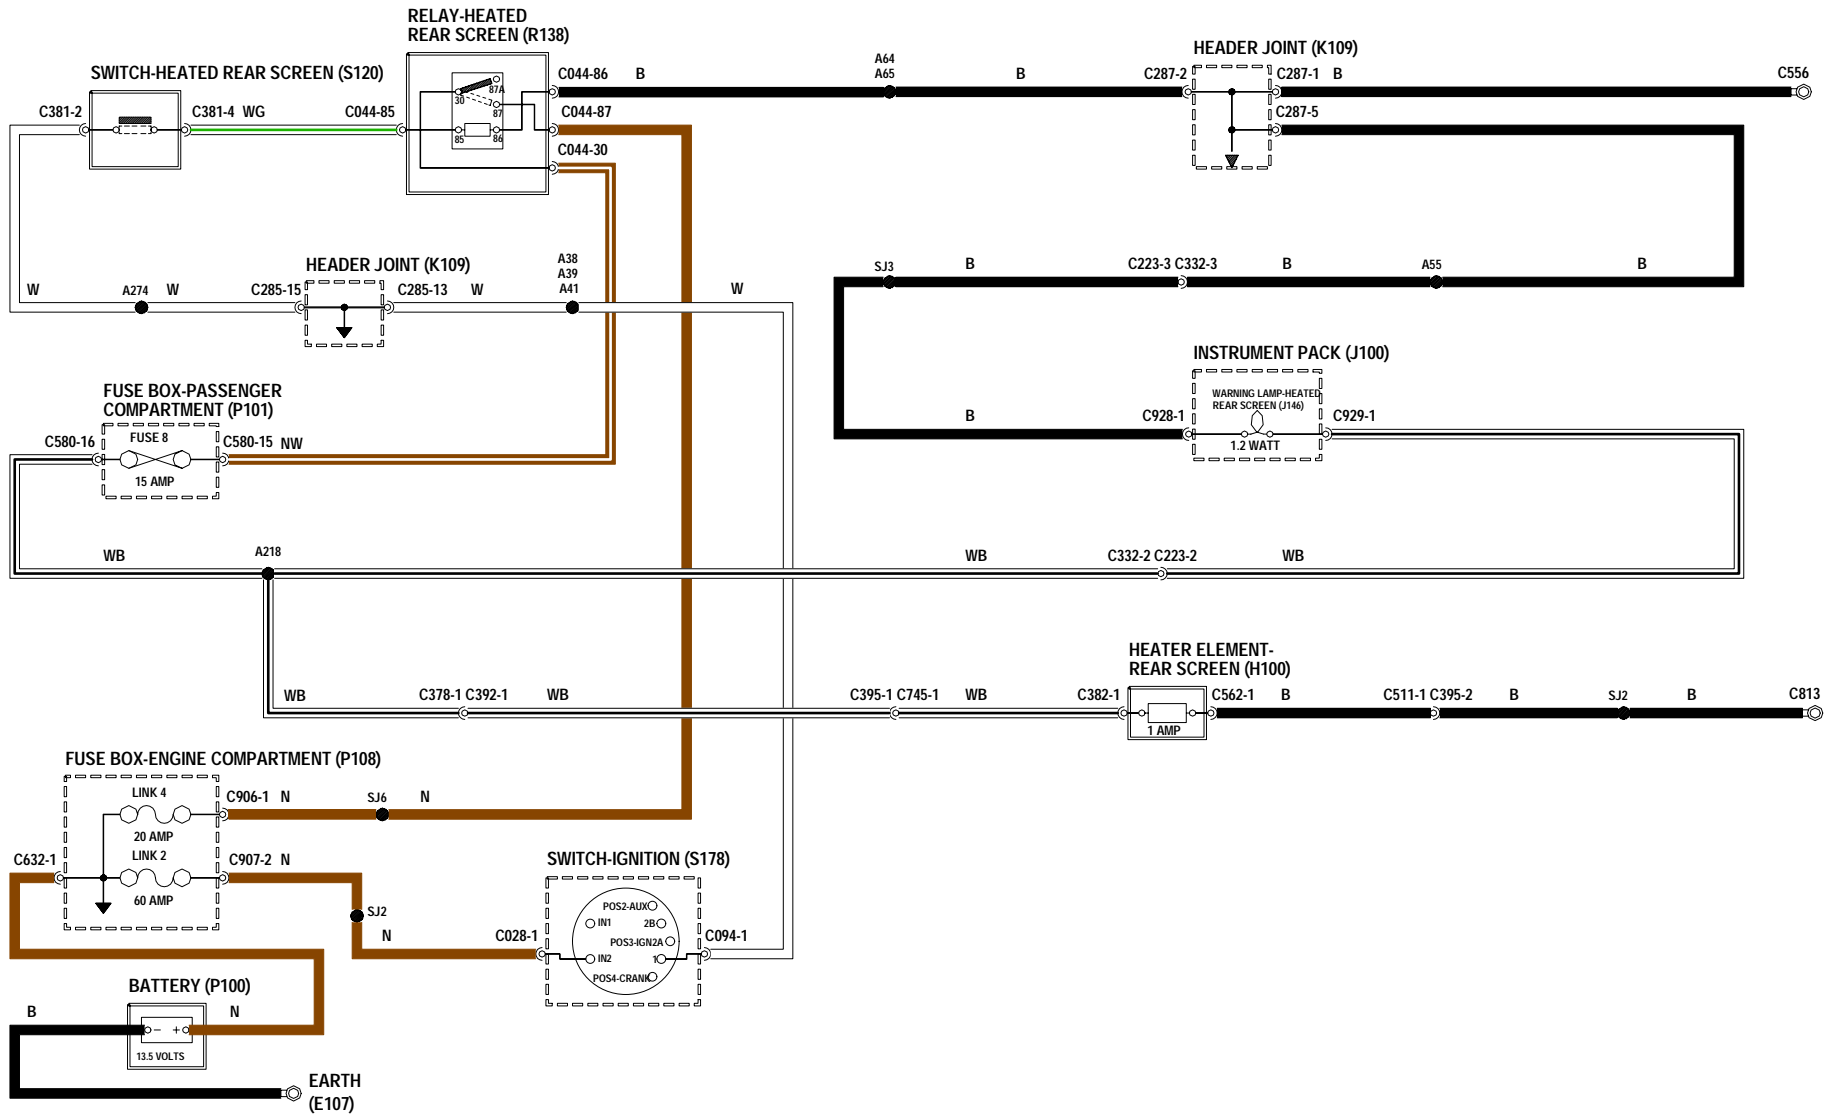 RELAY-HEATED
REAR SCREEN (R138)
SWITCH-HEATED REAR SCREEN (S120)
HEADER JOINT (K109)
C381-2
C381-4 WG
C044-85
30
87A
87
85
86
C044-86 B
C044-87
C044-30
A64
A65
B
C287-2
C287-1 B
C287-5
C556
W
A274
W
C285-15
HEADER JOINT (K109)
C285-13 W
A38
A39
A41
W
SJ3
B
C223-3 C332-3
B
A55
B
FUSE BOX-PASSENGER
COMPARTMENT (P101)
C580-16
FUSE 8
15 AMP
C580-15 NW
INSTRUMENT PACK (J100)
WARNING LAMP-HEATED
REAR SCREEN (J146)
1.2 WATT
B
C928-1
C929-1
WB
A218
WB
C332-2 C223-2
WB
HEATER ELEMENT-
REAR SCREEN (H100)
WB
C378-1 C392-1
WB
C395-1 C745-1
WB
C382-1
1 AMP
C562-1 B
C511-1 C395-2
B
SJ2
B
C813
FUSE BOX-ENGINE COMPARTMENT (P108)
LINK 4
20 AMP
LINK 2
60 AMP
C632-1
C906-1 N
SJ6
N
C907-2 N
SJ2
N
SWITCH-IGNITION (S178)
C028-1
POS2-AUX
IN1
2B
POS3-IGN2A
IN2
1
POS4-CRANK
C094-1
BATTERY (P100)
B
N
- +
13.5 VOLTS
EARTH
(E107)